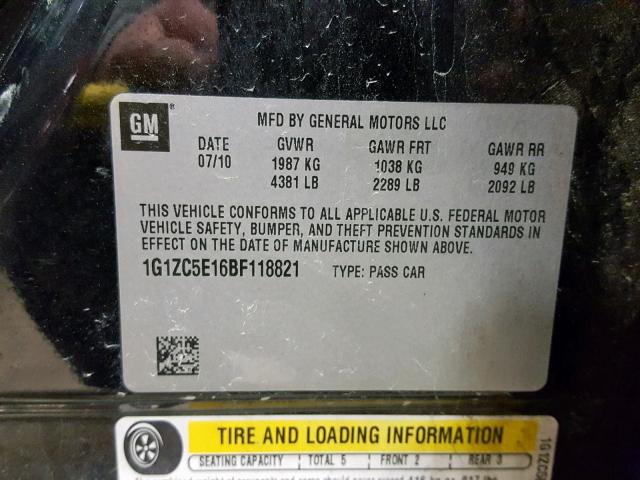 GM ®
MFD BY GENERAL MOTORS LLC
DATE GVWR GAWR FRT GAWR RR
07/10 1987 KG 1038 KG 949 KG
4381 LB 2289 LB 2092 LB
THIS VEHICLE CONFORMS TO ALL APPLICABLE U.S. FEDERAL MOTOR
VEHICLE SAFETY, BUMPER, AND THEFT PREVENTION STANDARDS IN
EFFECT ON THE DATE OF MANUFACTURE SHOWN ABOVE.
1G1ZC5E16BF118821 TYPE: PASS CAR
TIRE AND LOADING INFORMATION
SEATING CAPACITY TOTAL 5 FRONT 2 REAR 3
1G1ZC5